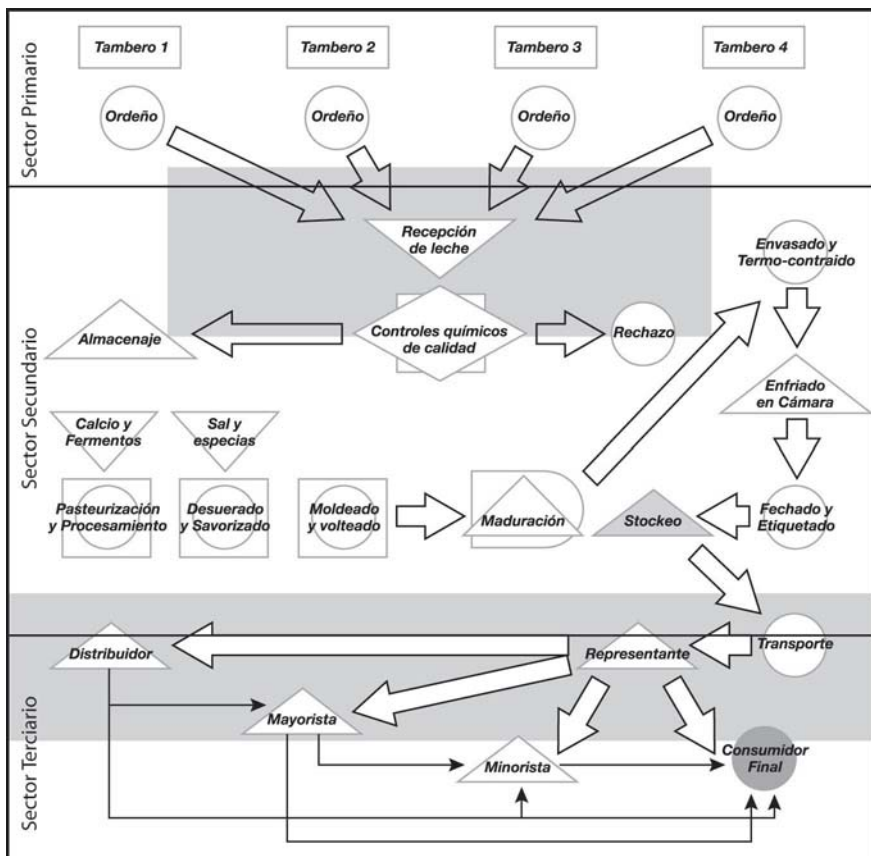 Sector Primario
Tambero 1
Tambero 2
Tambero 3
Tambero 4
Ordeño
Ordeño
Ordeño
Ordeño
Sector Secundario
Recepción
de leche
Envasado y
Termo-contraido
Almacenaje
Controles químicos
de calidad
Rechazo
Enfriado
en Cámara
Calcio y
Fermentos
Sal y
especias
Pasteurización
y Procesamiento
Desuerado
y Savorizado
Moldeado
y volteado
Maduración
Stockeo
Fechado y
Etiquetado
Sector Terciario
Distribuidor
Representante
Transporte
Mayorista
Minorista
Consumidor
Final